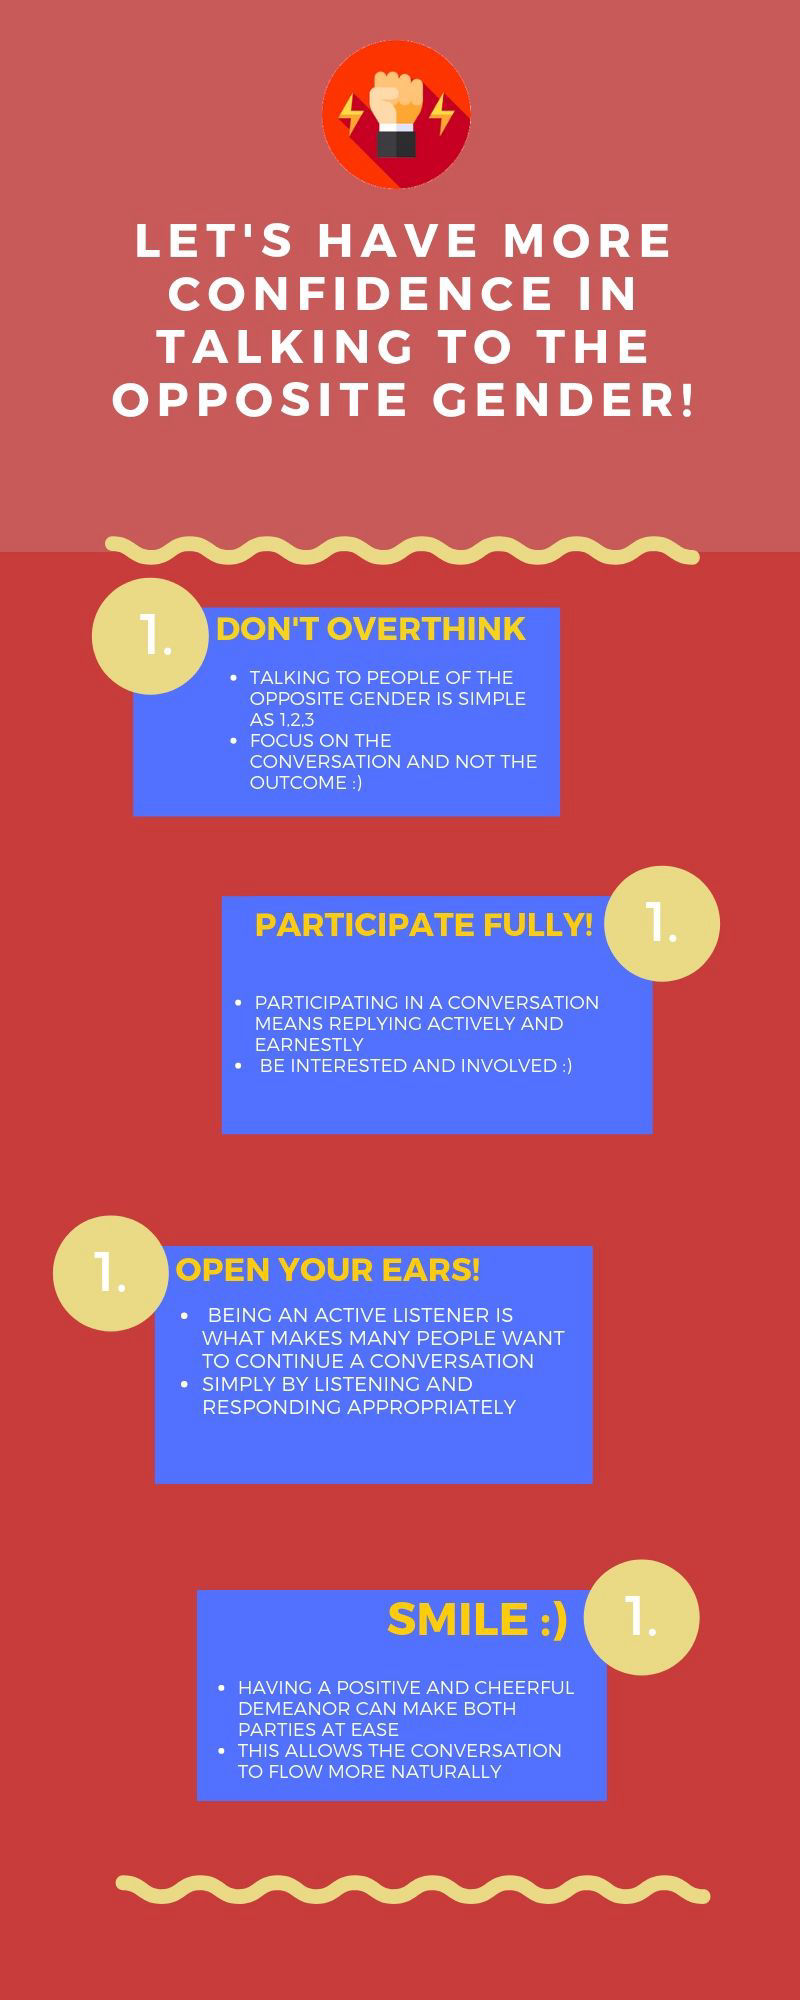 LET'S HAVE MORE
CONFIDENCE IN
TALKING TO THE
OPPOSITE GENDER!
1.
DON'T OVERTHINK
• TALKING TO PEOPLE OF THE
OPPOSITE GENDER IS SIMPLE
AS 1,2,3
• FOCUS ON THE
CONVERSATION AND NOT THE
OUTCOME :)
PARTICIPATE FULLY!
1.
• PARTICIPATING IN A CONVERSATION
MEANS REPLYING ACTIVELY AND
EARNESTLY
• BE INTERESTED AND INVOLVED :)
1.
OPEN YOUR EARS!
• BEING AN ACTIVE LISTENER IS
WHAT MAKES MANY PEOPLE WANT
TO CONTINUE A CONVERSATION
• SIMPLY BY LISTENING AND
RESPONDING APPROPRIATELY
SMILE :)
1.
• HAVING A POSITIVE AND CHEERFUL
DEMEANOR CAN MAKE BOTH
PARTIES AT EASE
• THIS ALLOWS THE CONVERSATION
TO FLOW MORE NATURALLY